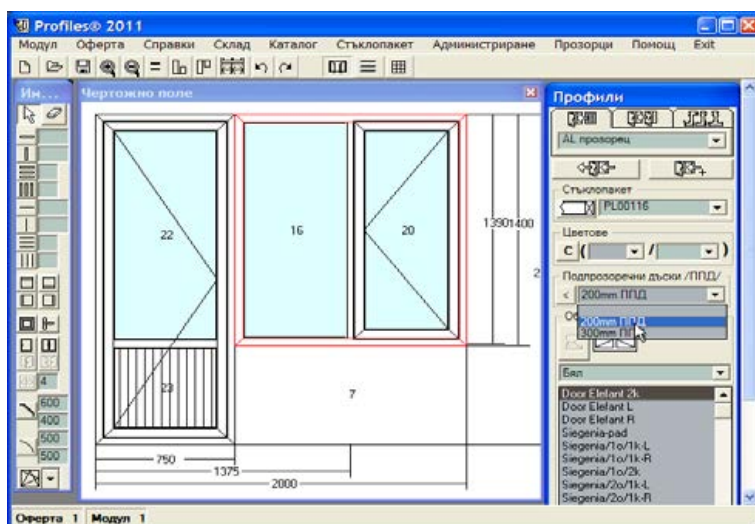 Profiles® 2011
Модул Оферта Справки Склад Каталог Стъклопакет Администриране Прозорци Помощ Exit
Ин...
Чертожно поле
22
16
20
23
7
13901400
2
750
1375
2000
4
600
400
500
500
Профили
AL прозорец
Стъклопакет
PL00116
Цветове
C ( / )
Подпрозоречни дъски /ППД/
< 200mm ППД
200mm ППД
300mm
Бял
Door Elefant 2k
Door Elefant L
Door Elefant R
Siegenia-pad
Siegenia/1o/1k-L
Siegenia/1o/1k-R
Siegenia/1o/2k
Siegenia/2o/1k-L
Siegenia/2o/1k-R
Оферта 1 Модул 1